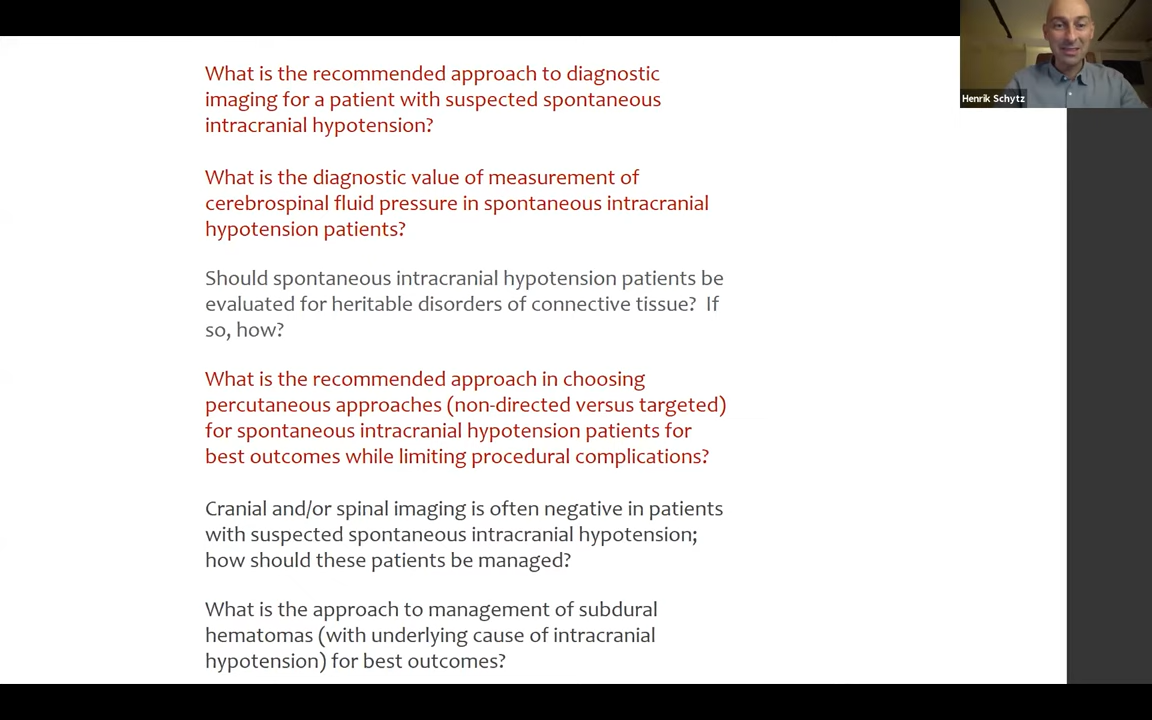 What is the recommended approach to diagnostic
imaging for a patient with suspected spontaneous
intracranial hypotension?
What is the diagnostic value of measurement of
cerebrospinal fluid pressure in spontaneous intracranial
hypotension patients?
Should spontaneous intracranial hypotension patients be
evaluated for heritable disorders of connective tissue? If
so, how?
What is the recommended approach in choosing
percutaneous approaches (non-directed versus targeted)
for spontaneous intracranial hypotension patients for
best outcomes while limiting procedural complications?
Cranial and/or spinal imaging is often negative in patients
with suspected spontaneous intracranial hypotension;
how should these patients be managed?
What is the approach to management of subdural
hematomas (with underlying cause of intracranial
hypotension) for best outcomes?
Henrik Schytz